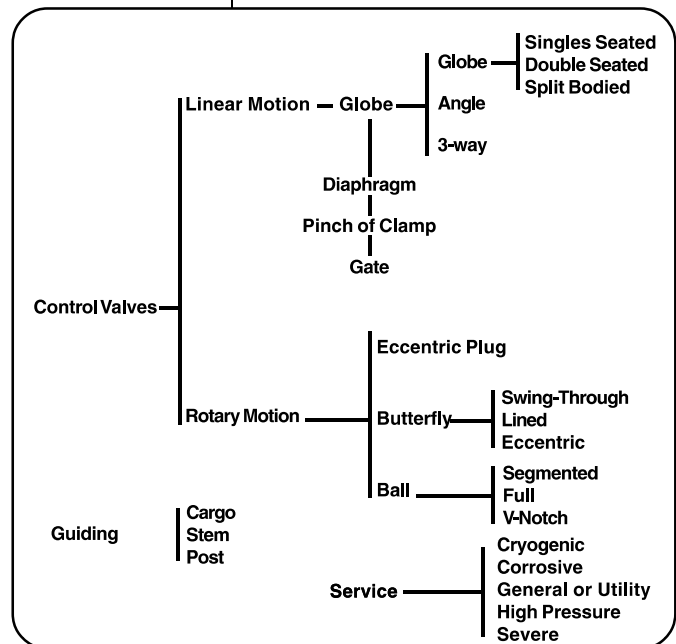 Singles Seated
Globe
Double Seated
Split Bodied
Linear Motion
Globe
Angle
3-way
Diaphragm
Pinch of Clamp
Gate
Control Valves
Eccentric Plug
Rotary Motion
Butterfly
Swing-Through
Lined
Eccentric
Ball
Segmented
Full
V-Notch
Guiding
Cargo
Stem
Post
Service
Cryogenic
Corrosive
General or Utility
High Pressure
Severe